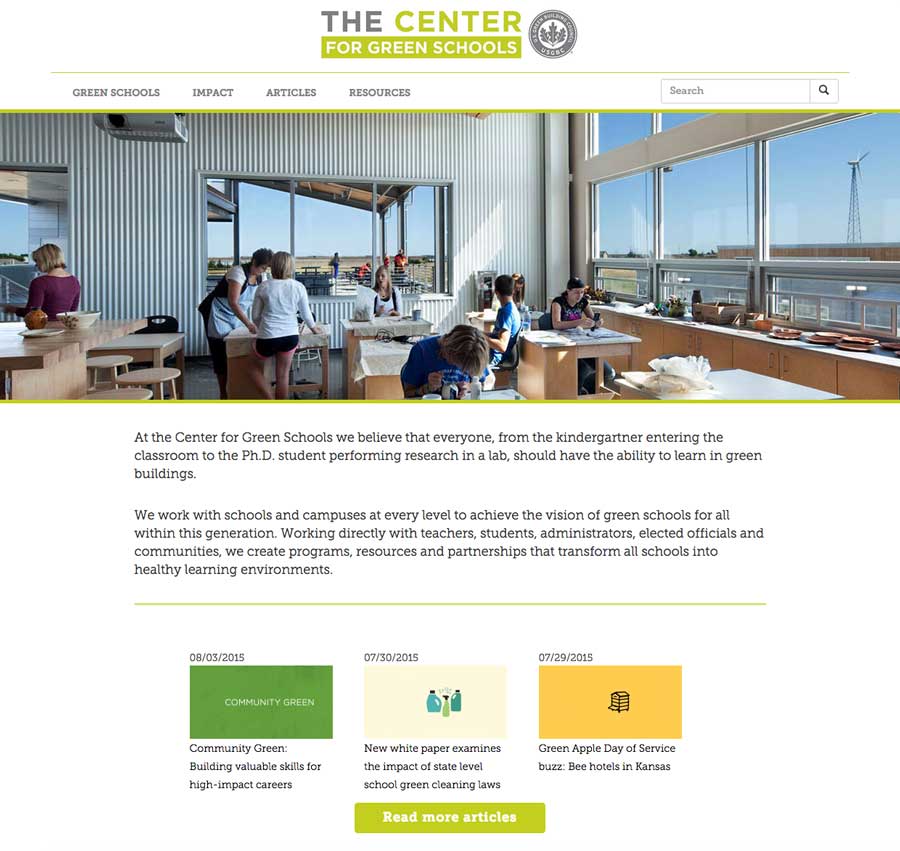 THE CENTER
FOR GREEN SCHOOLS
U.S. GREEN BUILDING COUNCIL
USGBC
GREEN SCHOOLS
IMPACT
ARTICLES
RESOURCES
Search
At the Center for Green Schools we believe that everyone, from the kindergartner entering the
classroom to the Ph.D. student performing research in a lab, should have the ability to learn in green
buildings.
We work with schools and campuses at every level to achieve the vision of green schools for all
within this generation. Working directly with teachers, students, administrators, elected officials and
communities, we create programs, resources and partnerships that transform all schools into
healthy learning environments.
08/03/2015
COMMUNITY GREEN
Community Green:
Building valuable skills for
high-impact careers
07/30/2015
New white paper examines
the impact of state level
school green cleaning laws
07/29/2015
Green Apple Day of Service
buzz: Bee hotels in Kansas
Read more articles